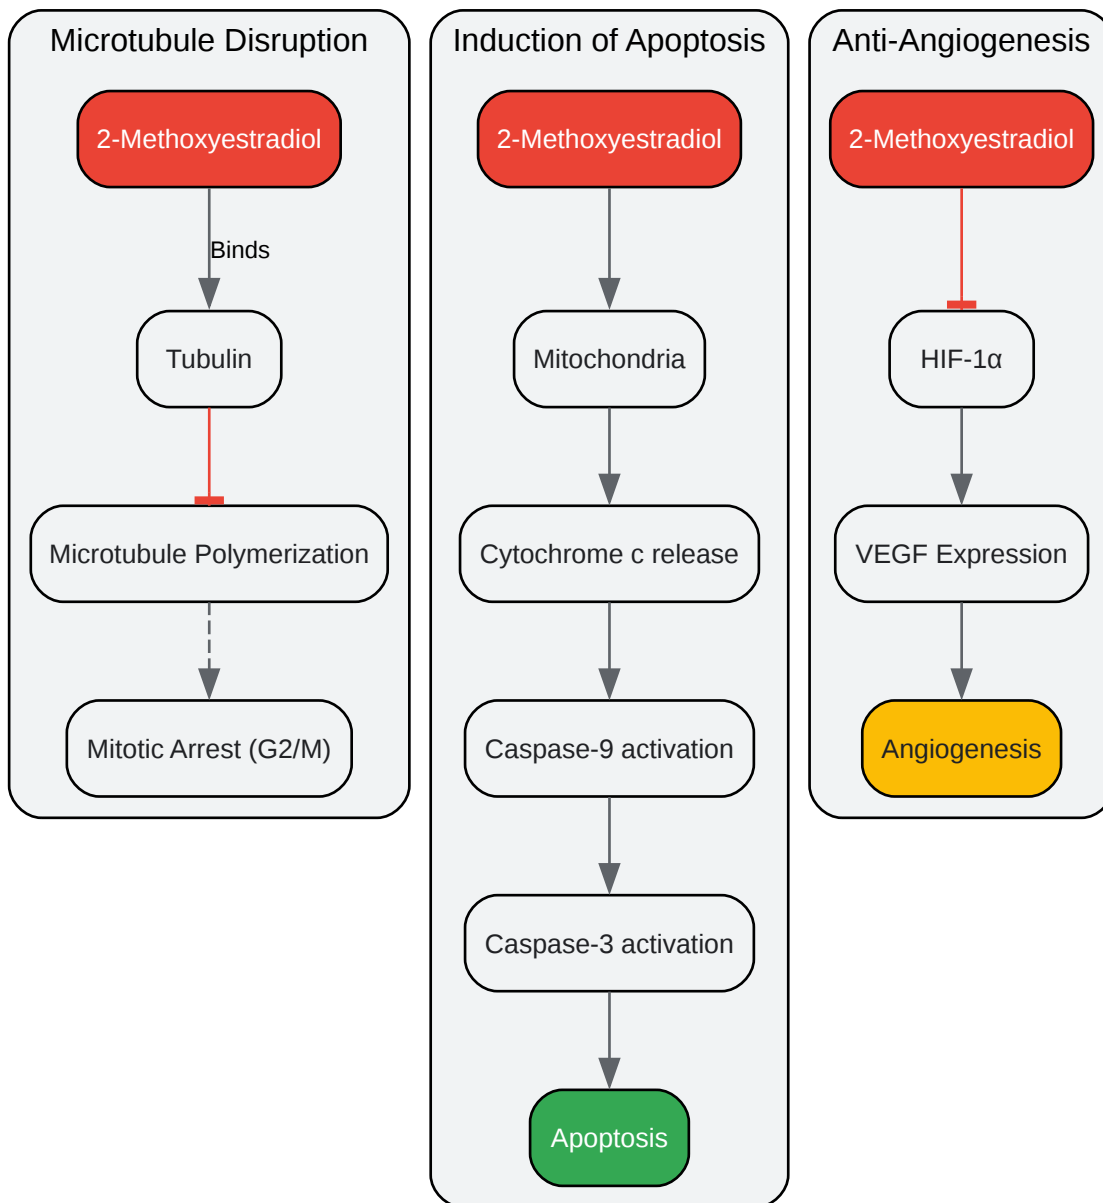 Microtubule Disruption
2-Methoxyestradiol
Binds
Tubulin
Microtubule Polymerization
Mitotic Arrest (G2/M)
Induction of Apoptosis
2-Methoxyestradiol
Mitochondria
Cytochrome c release
Caspase-9 activation
Caspase-3 activation
Apoptosis
Anti-Angiogenesis
2-Methoxyestradiol
HIF-1α
VEGF Expression
Angiogenesis